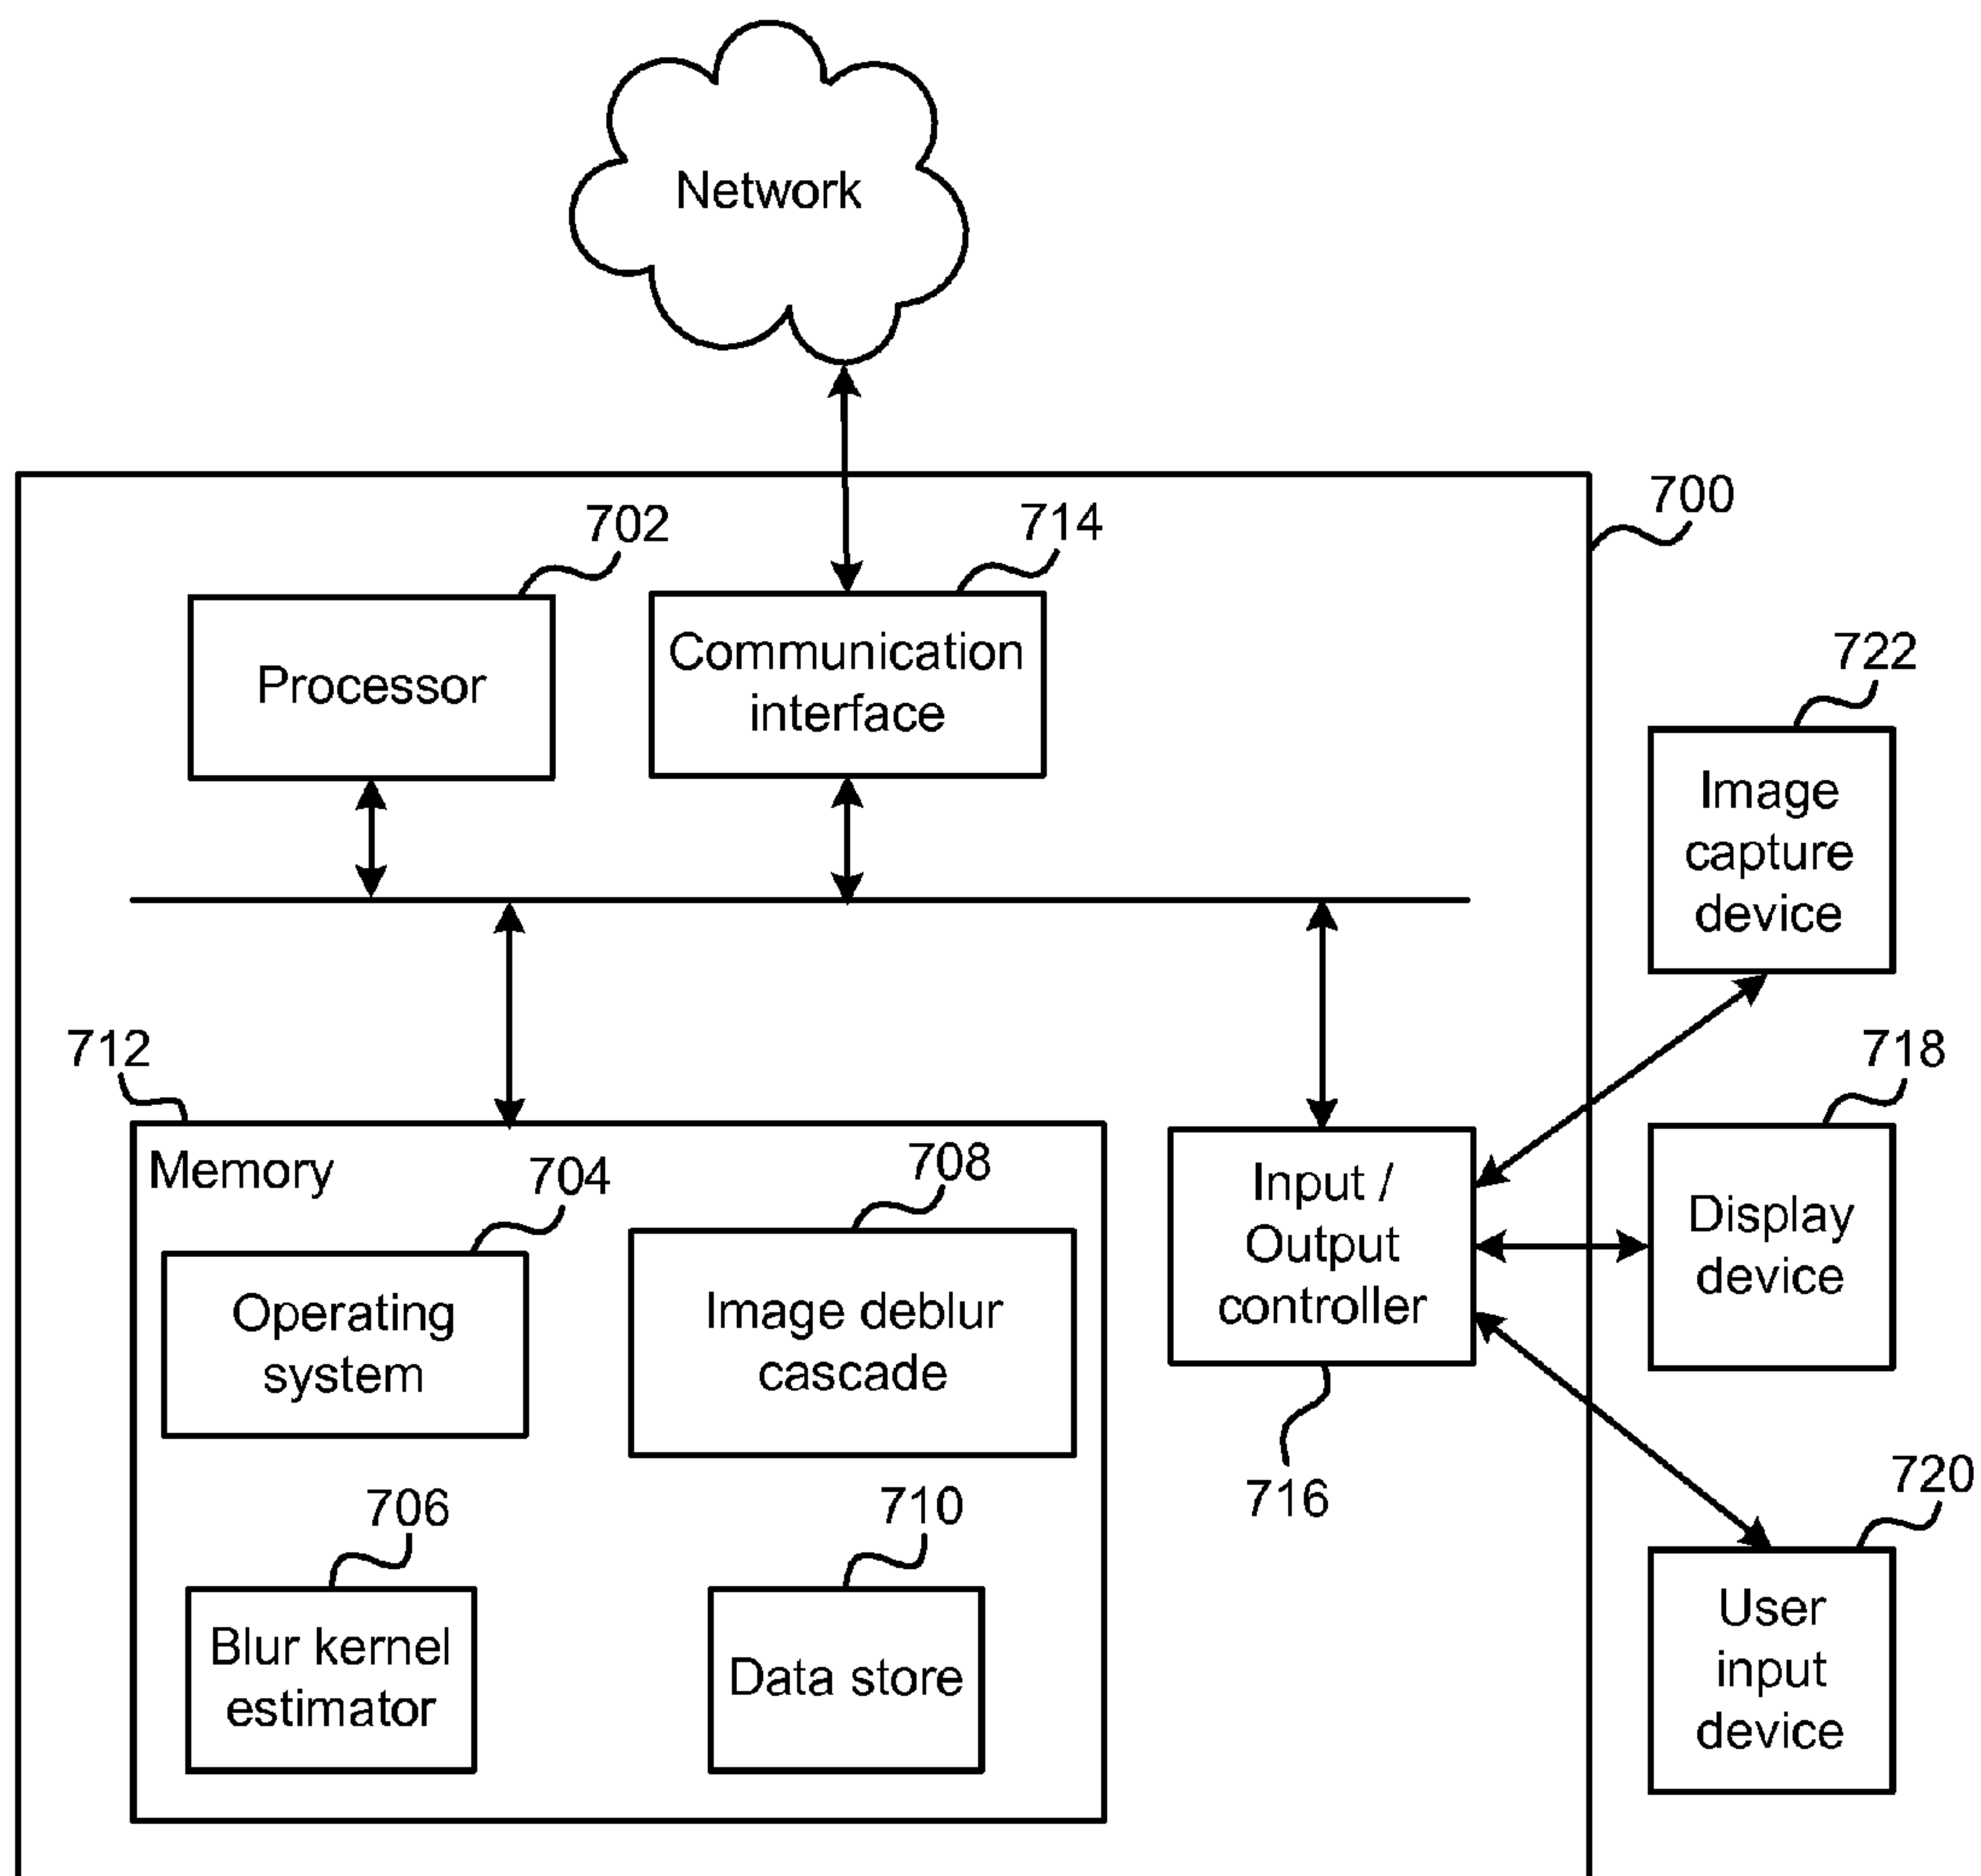 Network
700
702
714
Processor
Communication
interface
722
Image
capture
device
712
Memory
704
708
Operating
system
Image deblur
cascade
706
710
Blur kernel
estimator
Data store
Input /
Output
controller
716
718
Display
device
720
User
input
device